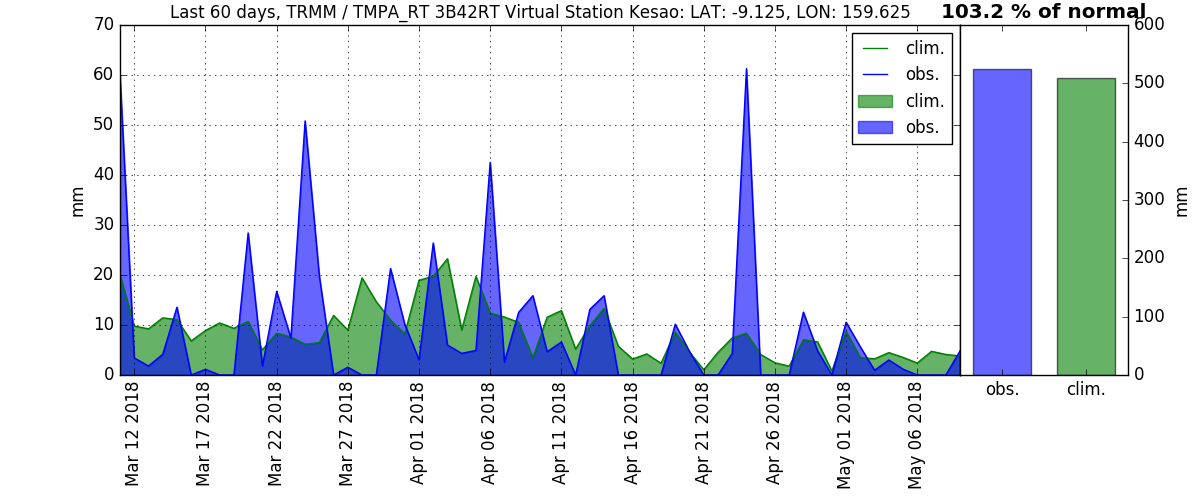 Last 60 days, TRMM / TMPA_RT 3B42RT Virtual Station Kesao: LAT: -9.125, LON: 159.625
103.2 % of normal
70
60
50
40
30
20
10
0
mm
clim.
obs.
clim.
obs.
600
500
400
300
200
100
0
mm
obs.
clim.
Mar 12 2018
Mar 17 2018
Mar 22 2018
Mar 27 2018
Apr 01 2018
Apr 06 2018
Apr 11 2018
Apr 16 2018
Apr 21 2018
Apr 26 2018
May 01 2018
May 06 2018